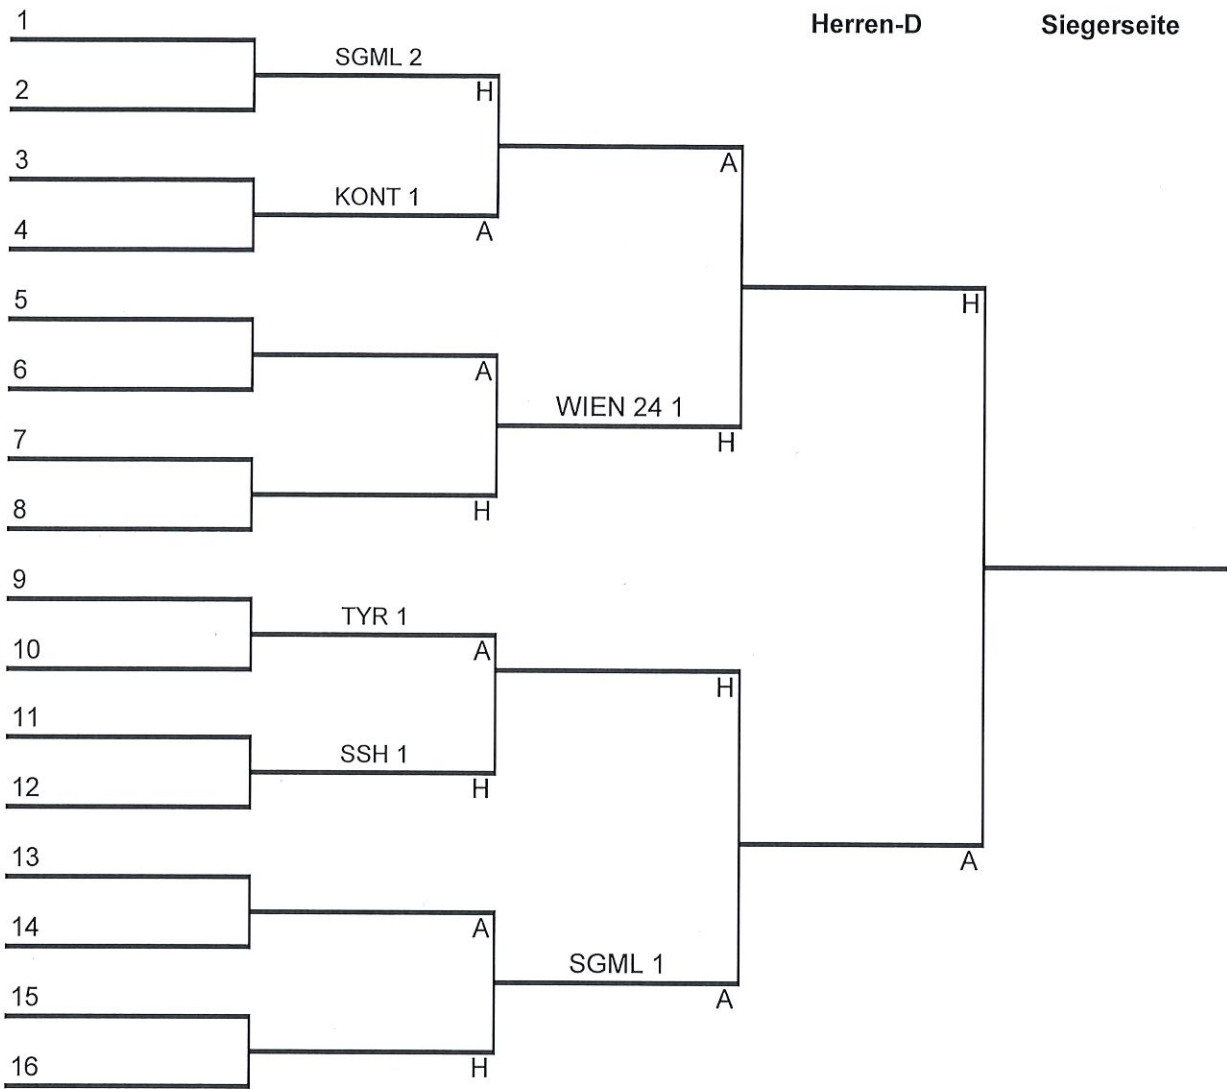 1
Herren-D Siegerseite
SGML 2
2
H
3
A
KONT 1
4
A
5
H
6
A
WIEN 24 1
7
H
8
H
9
TYR 1
10
A
H
11
SSH 1
12
H
13
A
14
A
SGML 1
15
A
16
H